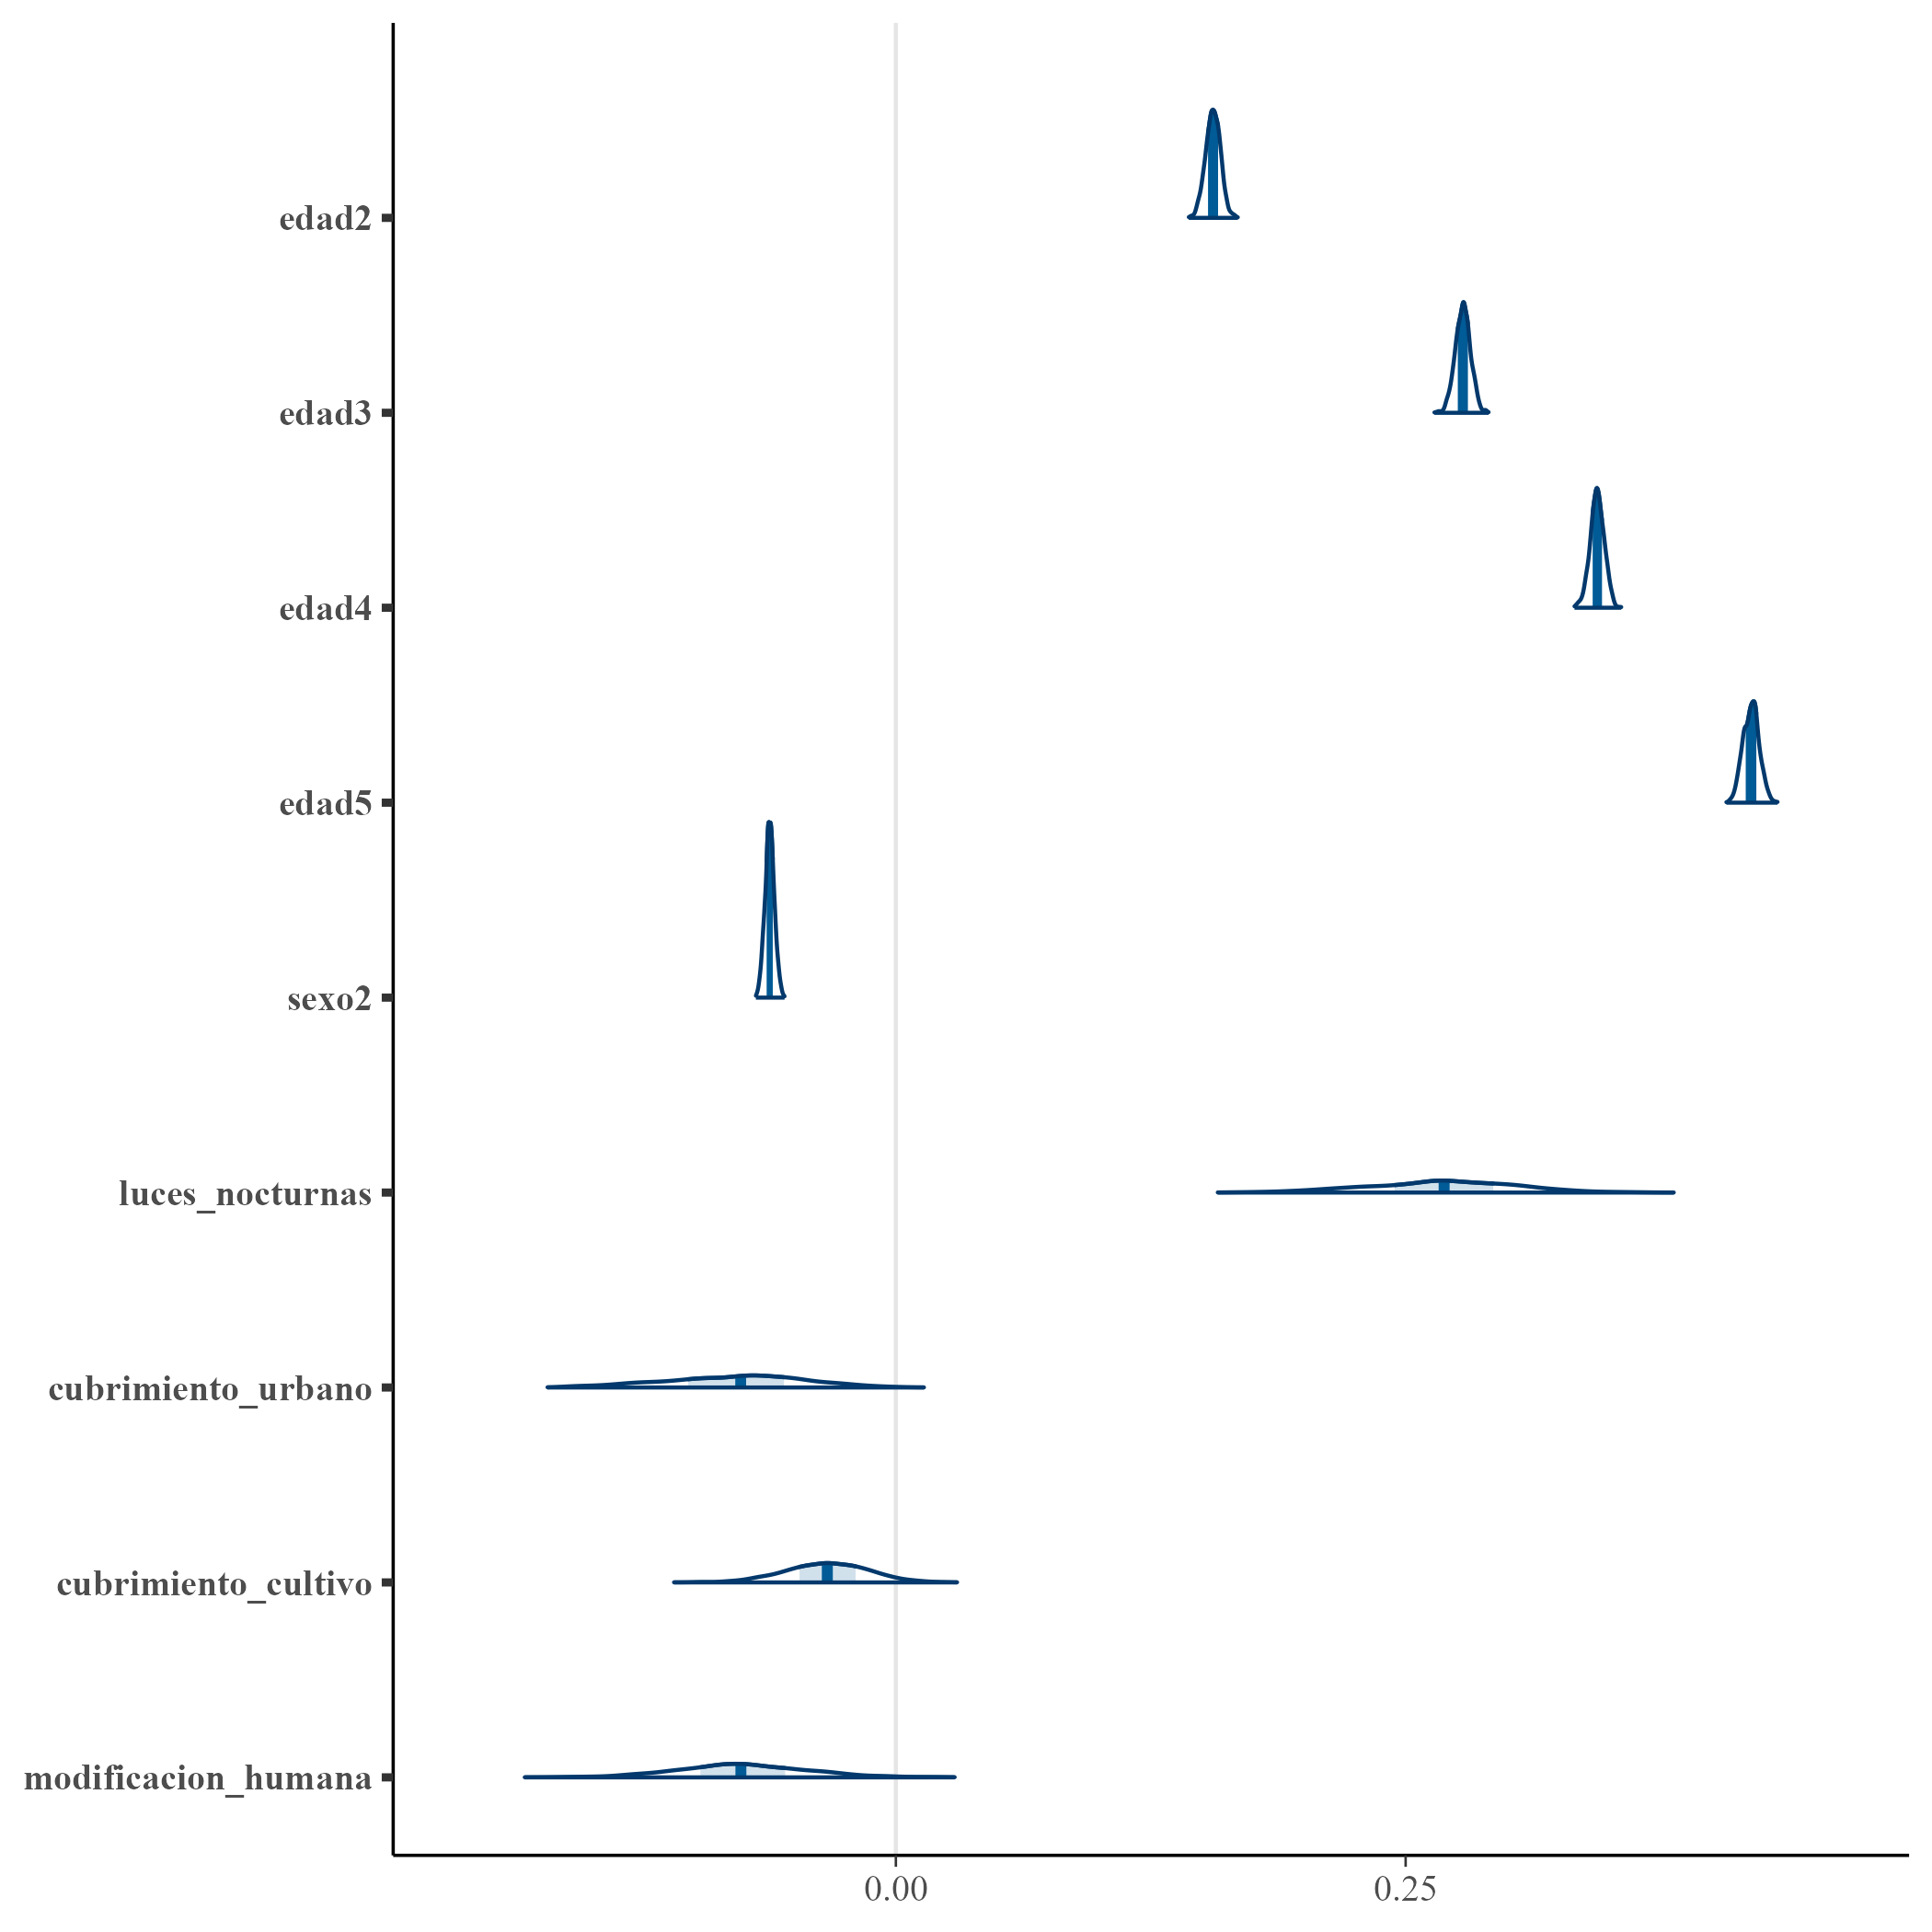 edad2
edad3
edad4
edad5
sexo2
luces_nocturnas
cubrimiento_urbano
cubrimiento_cultivo
modificacion_humana
0.00 0.25